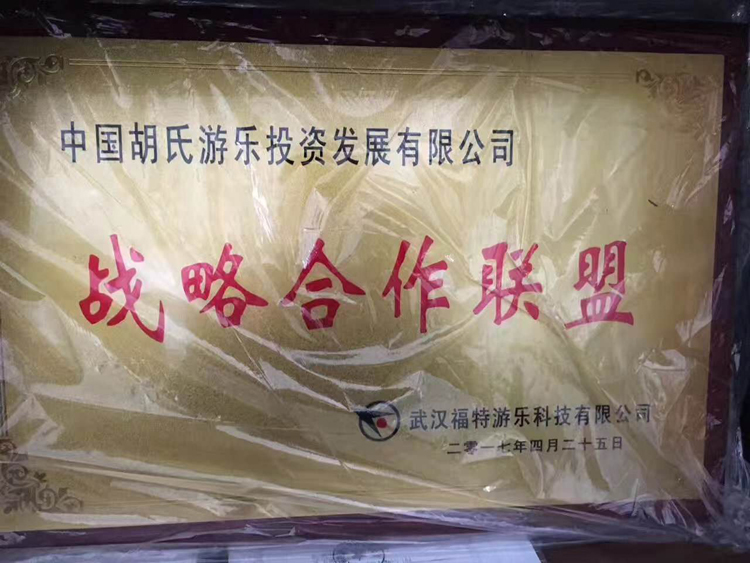 中国胡氏游乐投资发展有限公司
战略合作联盟
武汉福特游乐科技有限公司
二零一七年四月二十五日